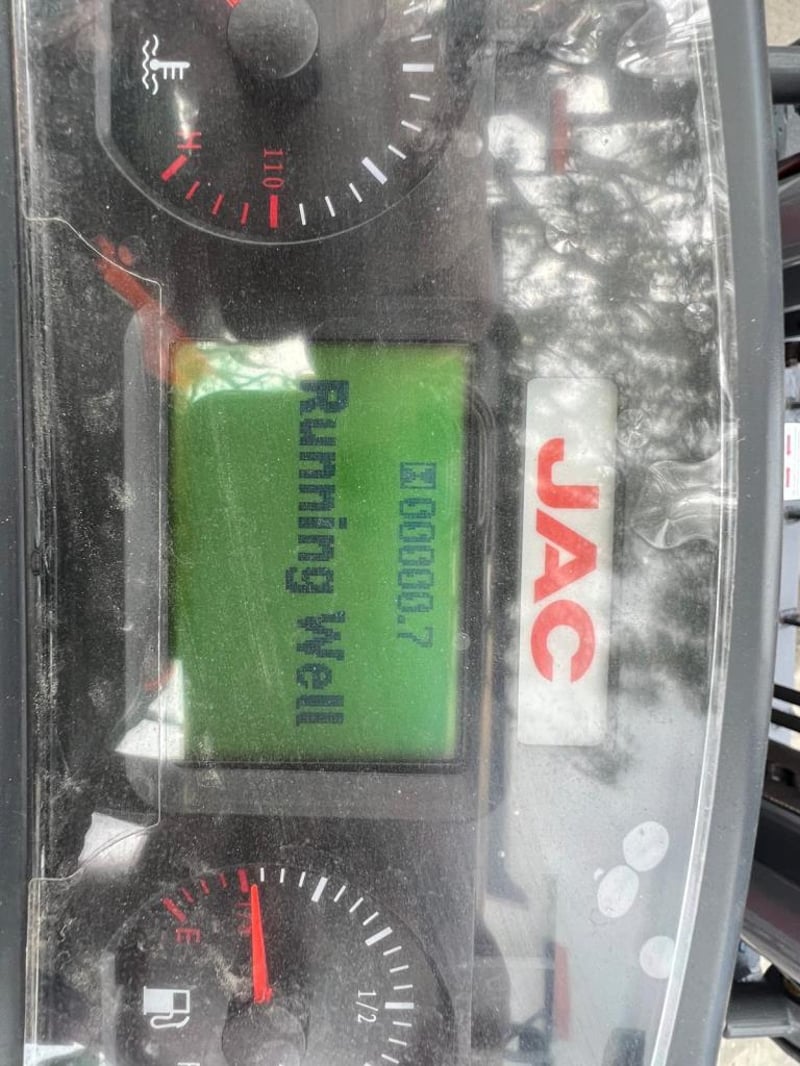 JAC
⧗00000.7
Running Well
110
H
1/2
E